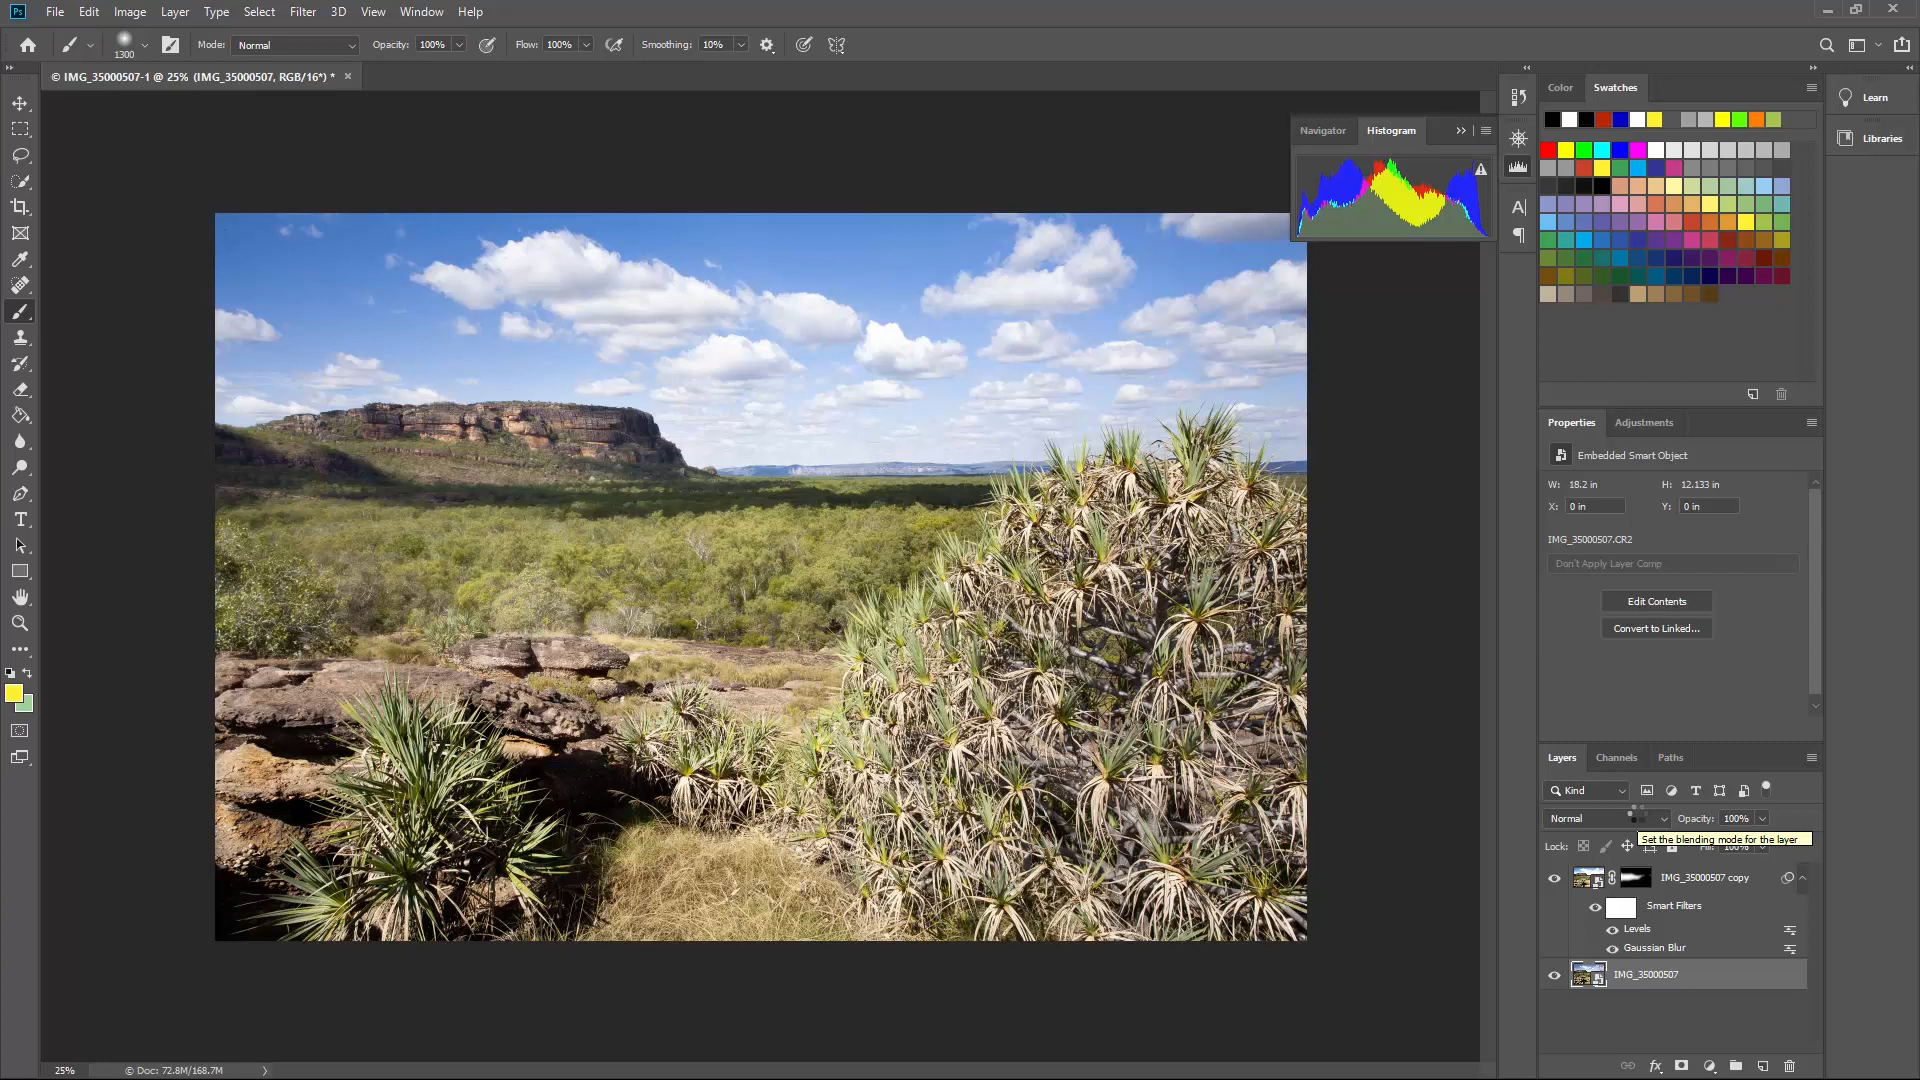 Ps File Edit Image Layer Type Select Filter 3D View Window Help
1300 Mode: Normal Opacity: 100% Flow: 100% Smoothing: 10%
© IMG_35000507-1 @ 25% (IMG_35000507, RGB/16*) * ×
Navigator Histogram
Color Swatches
Learn
Libraries
Properties Adjustments
Embedded Smart Object
W: 18.2 in H: 12.133 in
X: 0 in Y: 0 in
IMG_35000507.CR2
Don't Apply Layer Comp
Edit Contents
Convert to Linked...
Layers Channels Paths
Kind
Normal Opacity: 100%
Set the blending mode for the layer
Lock: 100%
IMG_35000507 copy
Smart Filters
Levels
Gaussian Blur
IMG_35000507
25% © Doc: 72.8M/168.7M